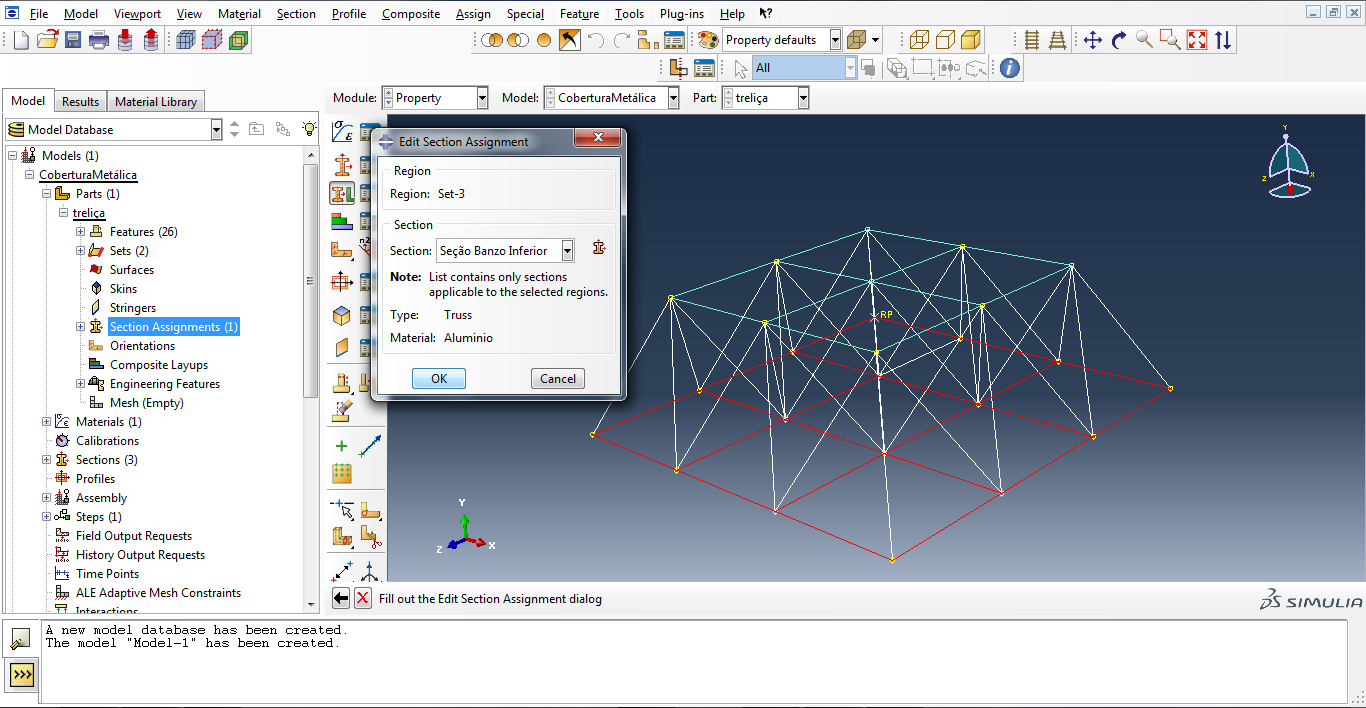 File Model Viewport View Material Section Profile Composite Assign Special Feature Tools Plug-ins Help
Property defaults
All
Model Results Material Library
Module: Property Model: CoberturaMetálica Part: treliça
Model Database
Models (1)
CoberturaMetálica
Parts (1)
treliça
Features (26)
Sets (2)
Surfaces
Skins
Stringers
Section Assignments (1)
Orientations
Composite Layups
Engineering Features
Mesh (Empty)
Materials (1)
Calibrations
Sections (3)
Profiles
Assembly
Steps (1)
Field Output Requests
History Output Requests
Time Points
ALE Adaptive Mesh Constraints
Interactions
Edit Section Assignment
Region
Region: Set-3
Section
Section: Seção Banzo Inferior
Note: List contains only sections
applicable to the selected regions.
Type: Truss
Material: Aluminio
OK Cancel
RP
Y
Z X
Y
Z X
Fill out the Edit Section Assignment dialog
SIMULIA
A new model database has been created.
The model "Model-1" has been created.